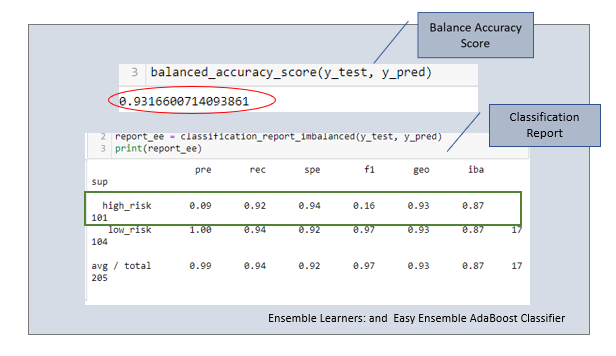 Balance Accuracy
Score
3 balanced_accuracy_score(y_test, y_pred)
0.9316600714093861
Classification
Report
2 report_ee = classification_report_imbalanced(y_test, y_pred)
3 print(report_ee)
pre rec spe f1 geo iba
sup
high_risk 0.09 0.92 0.94 0.16 0.93 0.87
101
low_risk 1.00 0.94 0.92 0.97 0.93 0.87 17
104
avg / total 0.99 0.94 0.92 0.97 0.93 0.87 17
205
Ensemble Learners: and Easy Ensemble AdaBoost Classifier